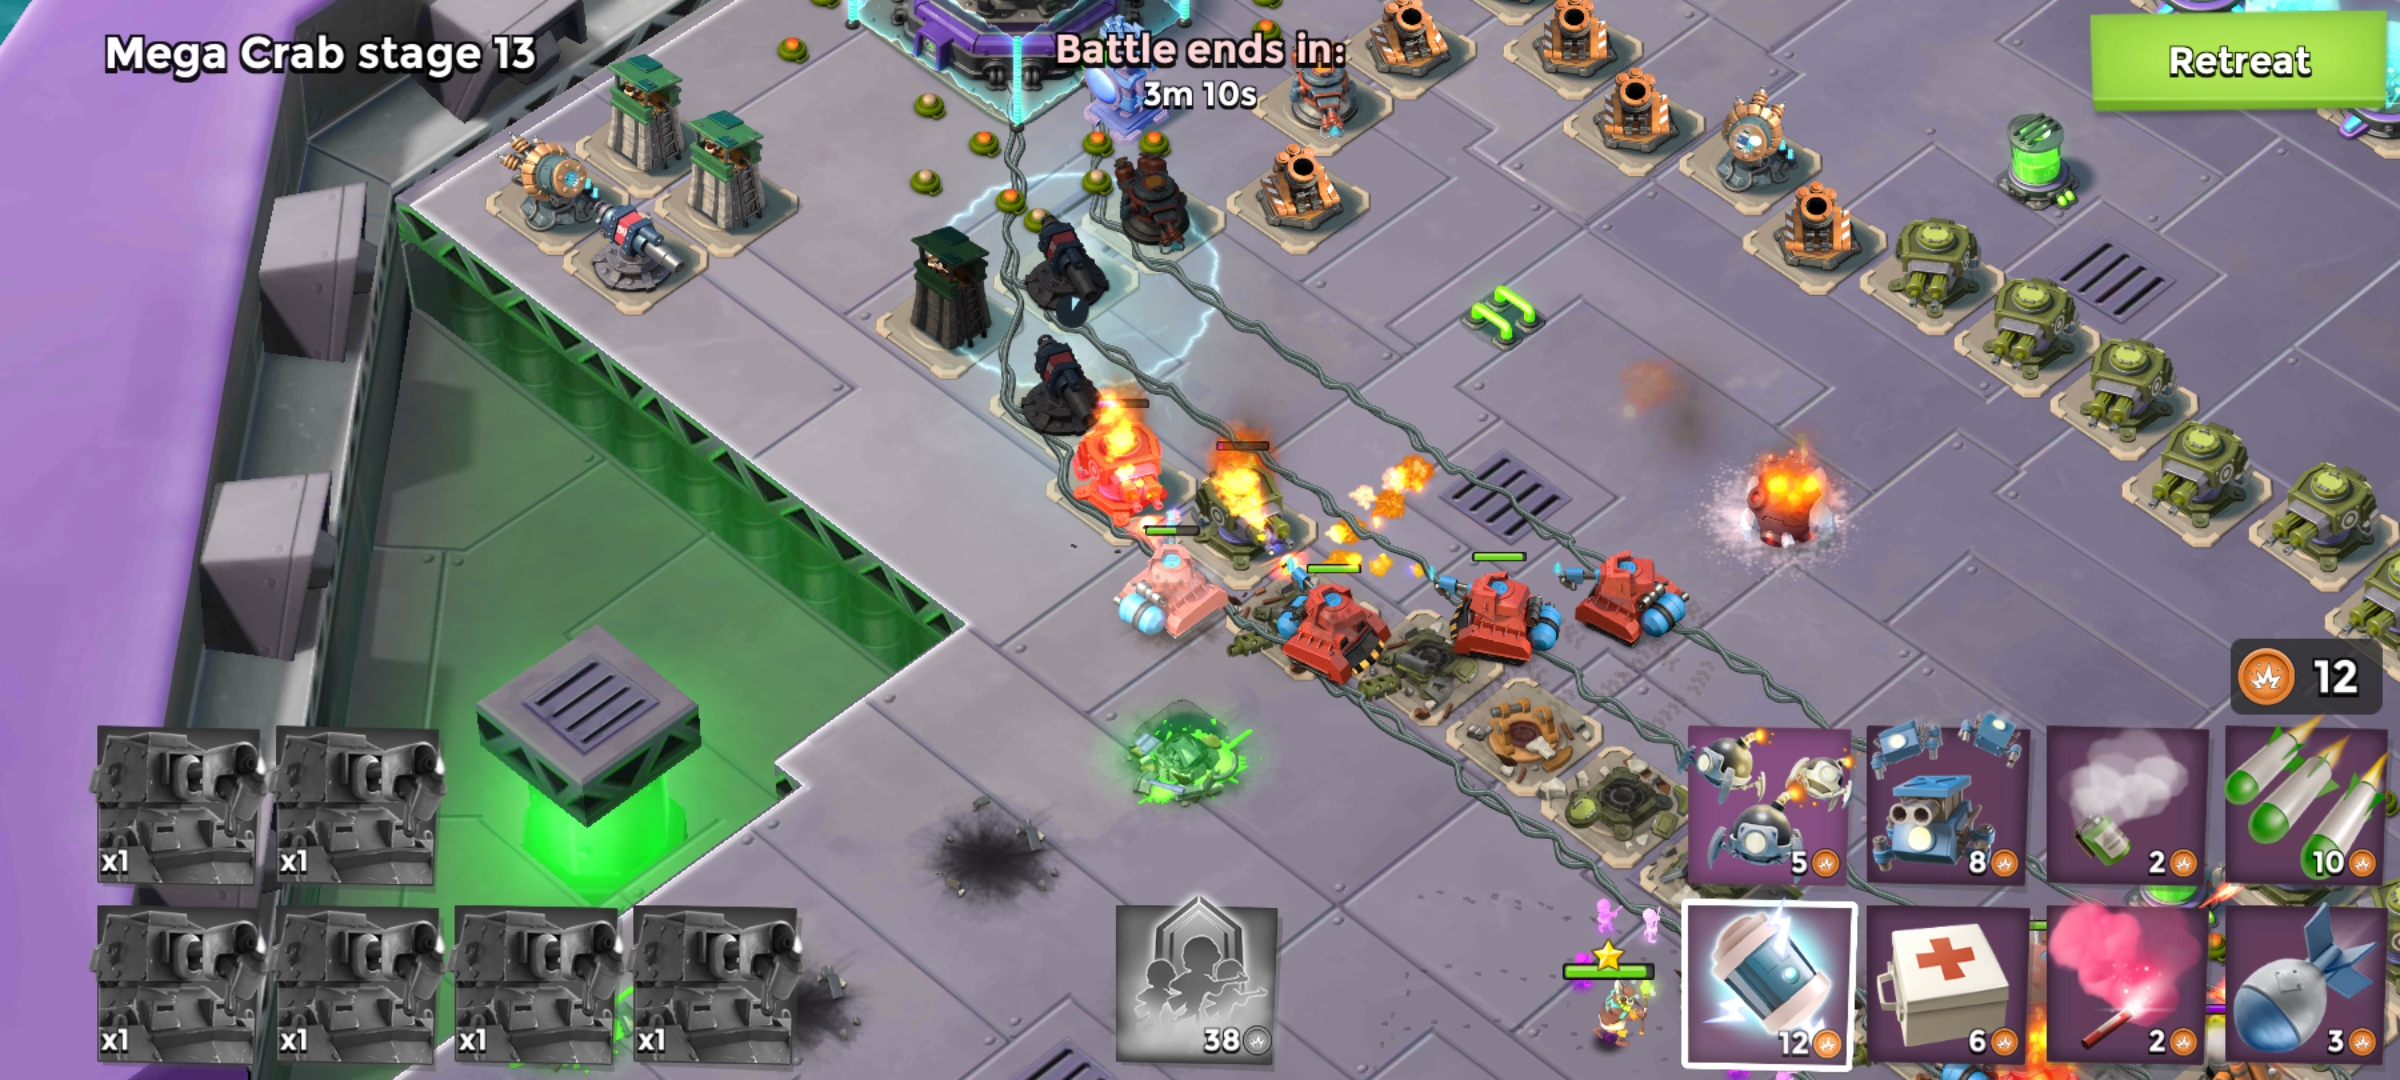 Mega Crab stage 13
Battle ends in:
3m 10s
Retreat
12
x1
x1
5
8
2
10
x1
x1
x1
x1
38
12
6
2
3